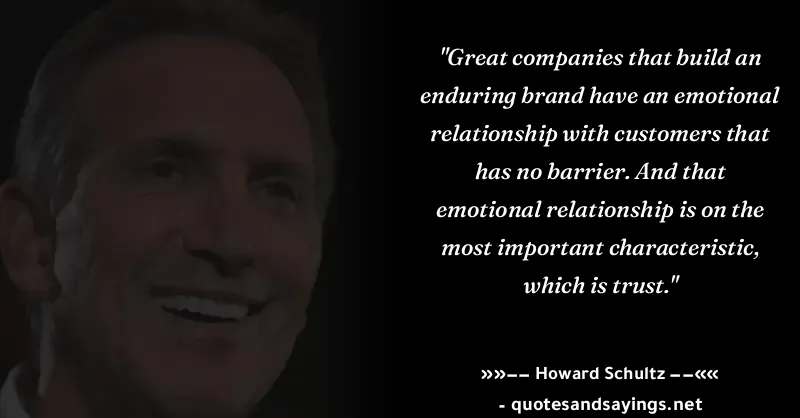 "Great companies that build an
enduring brand have an emotional
relationship with customers that
has no barrier. And that
emotional relationship is on the
most important characteristic,
which is trust."
»»–– Howard Schultz ––««
- quotesandsayings.net